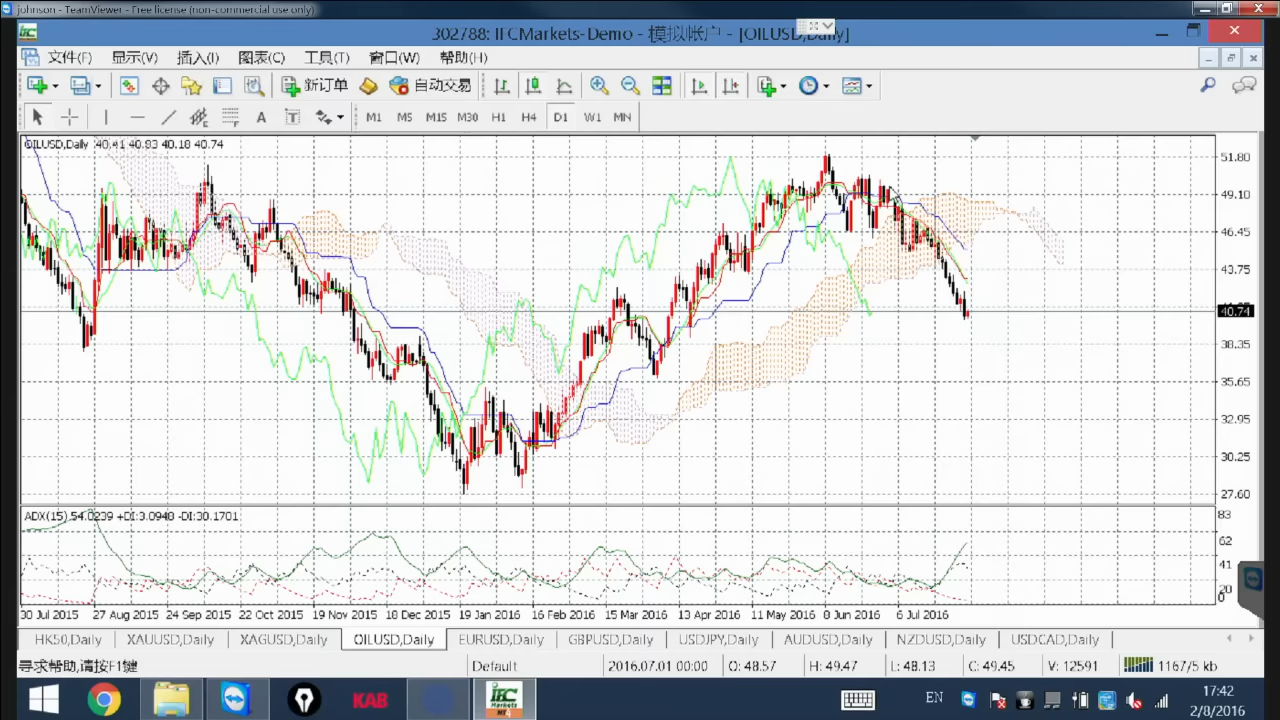 johnson - TeamViewer - Free license (non-commercial use only)
302788: IFCMarkets-Demo - 模拟帐户 - [OILUSD,Daily]
文件(F) 显示(V) 插入(I) 图表(C) 工具(T) 窗口(W) 帮助(H)
新订单 自动交易
A T M1 M5 M15 M30 H1 H4 D1 W1 MN
OILUSD,Daily 40.41 40.93 40.18 40.74
51.80
49.10
46.45
43.75
40.74
38.35
35.65
32.95
30.25
27.60
ADX(15) 54.0239 +DI:3.0948 -DI:30.1701
83
62
41
20
0
30 Jul 2015 27 Aug 2015 24 Sep 2015 22 Oct 2015 19 Nov 2015 18 Dec 2015 19 Jan 2016 16 Feb 2016 15 Mar 2016 13 Apr 2016 11 May 2016 8 Jun 2016 6 Jul 2016
HK50,Daily XAUUSD,Daily XAGUSD,Daily OILUSD,Daily EURUSD,Daily GBPUSD,Daily USDJPY,Daily AUDUSD,Daily NZDUSD,Daily USDCAD,Daily
寻求帮助,请按F1键 Default 2016.07.01 00:00 O: 48.57 H: 49.47 L: 48.13 C: 49.45 V: 12591 1167/5 kb
KAB IFC Markets EN 17:42
2/8/2016